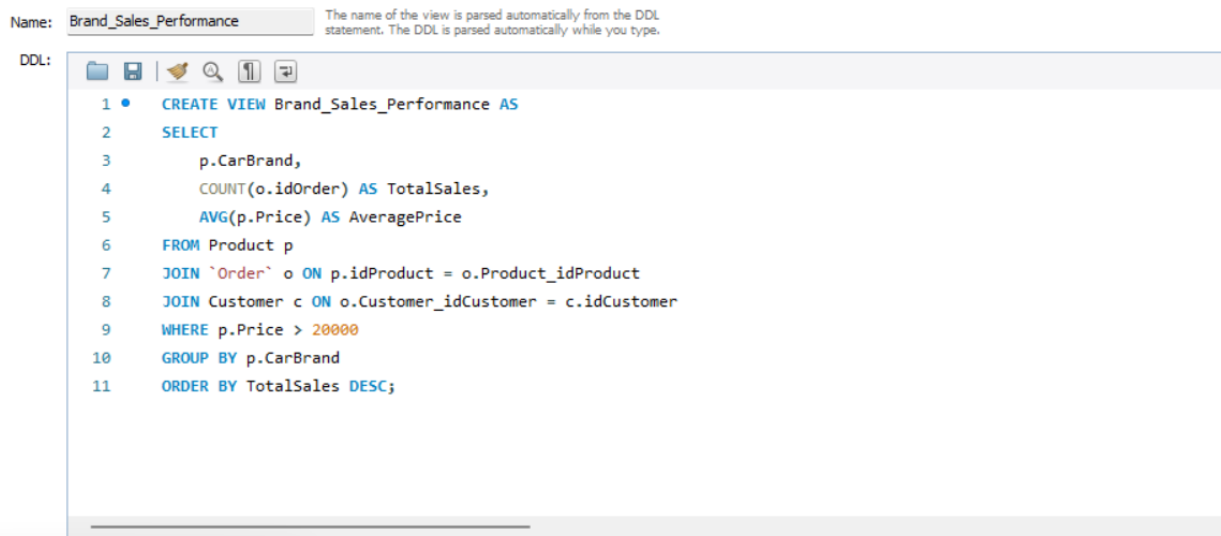 Name: Brand_Sales_Performance
The name of the view is parsed automatically from the DDL
statement. The DDL is parsed automatically while you type.
DDL:
1 CREATE VIEW Brand_Sales_Performance AS
2 SELECT
3 p.CarBrand,
4 COUNT(o.idOrder) AS TotalSales,
5 AVG(p.Price) AS AveragePrice
6 FROM Product p
7 JOIN `Order` o ON p.idProduct = o.Product_idProduct
8 JOIN Customer c ON o.Customer_idCustomer = c.idCustomer
9 WHERE p.Price > 20000
10 GROUP BY p.CarBrand
11 ORDER BY TotalSales DESC;